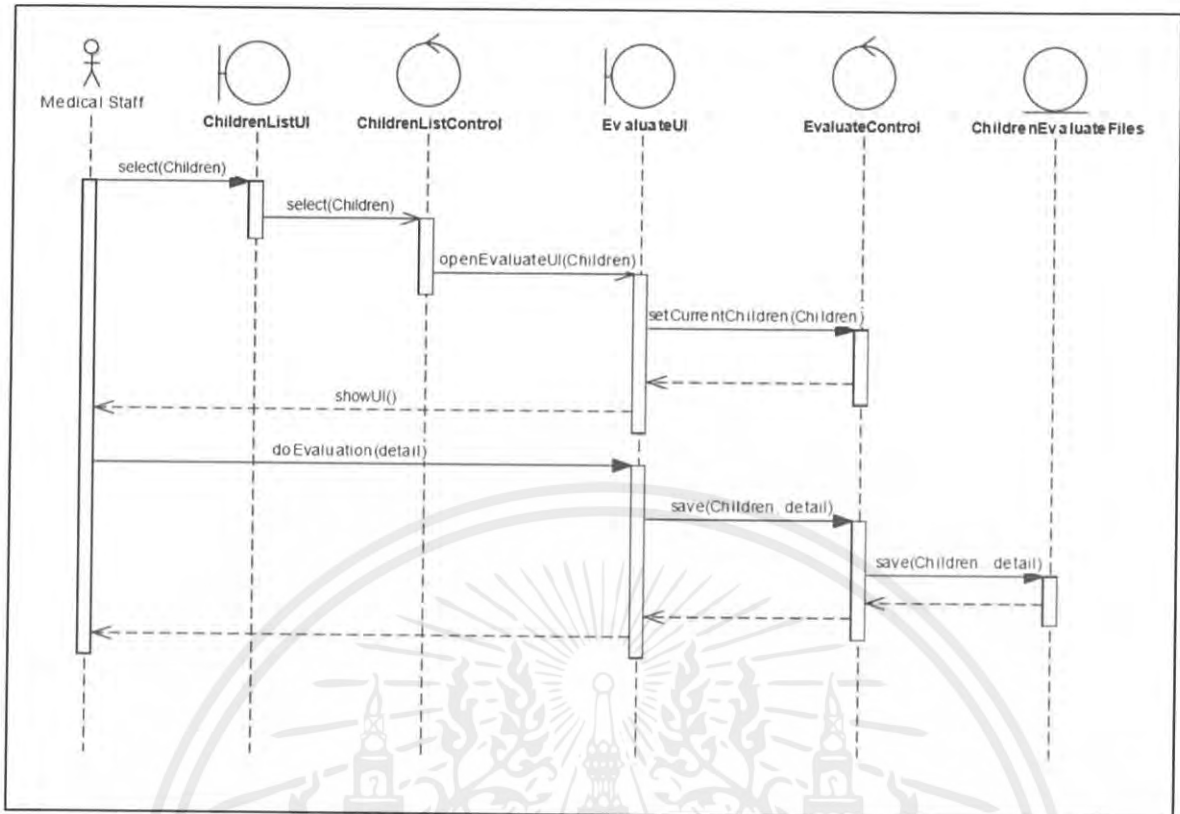 Medical Staff
ChildrenListUI
ChildrenListControl
EvaluateUI
EvaluateControl
ChildrenEvaluateFiles
select(Children)
select(Children)
openEvaluateUI(Children)
setCurrentChildren(Children)
showUI()
doEvaluation(detail)
save(Children, detail)
save(Children, detail)